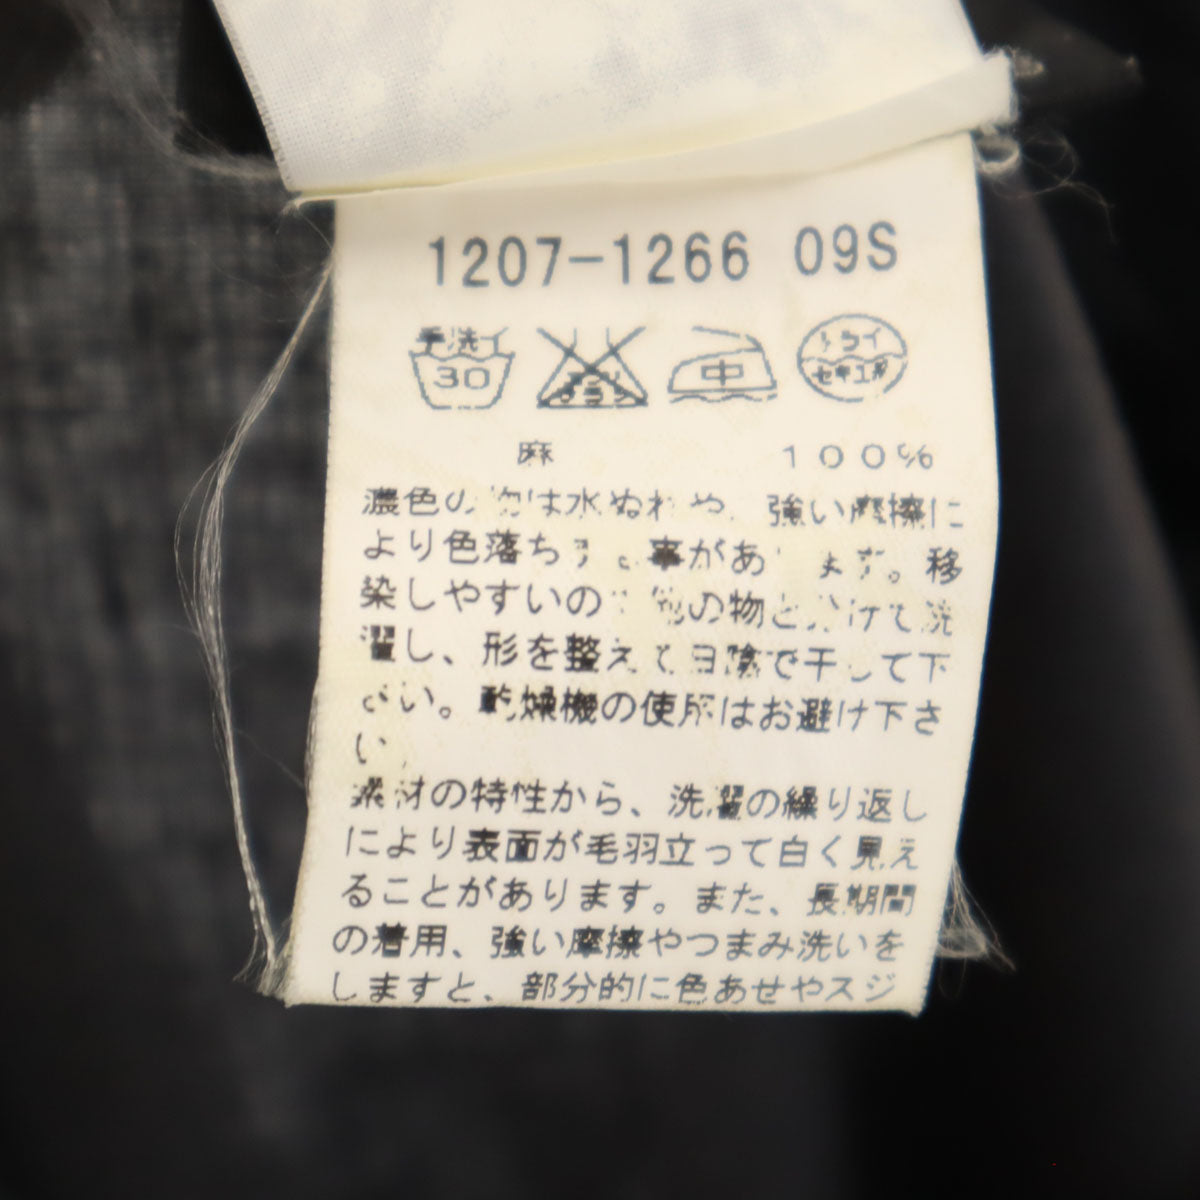 1207-1266 09S
手洗イ 30 中 ドライ セキユ系
麻 100%
濃色の物は水ぬれや、強い摩擦に
より色落ちする事があります。移
染しやすいので他の物と分けて洗
濯し、形を整えて日陰で干して下
さい。乾燥機の使用はお避け下さ
い。
素材の特性から、洗濯の繰り返し
により表面が毛羽立って白く見え
ることがあります。また、長期間
の着用、強い摩擦やつまみ洗いを
しますと、部分的に色あせやスジ